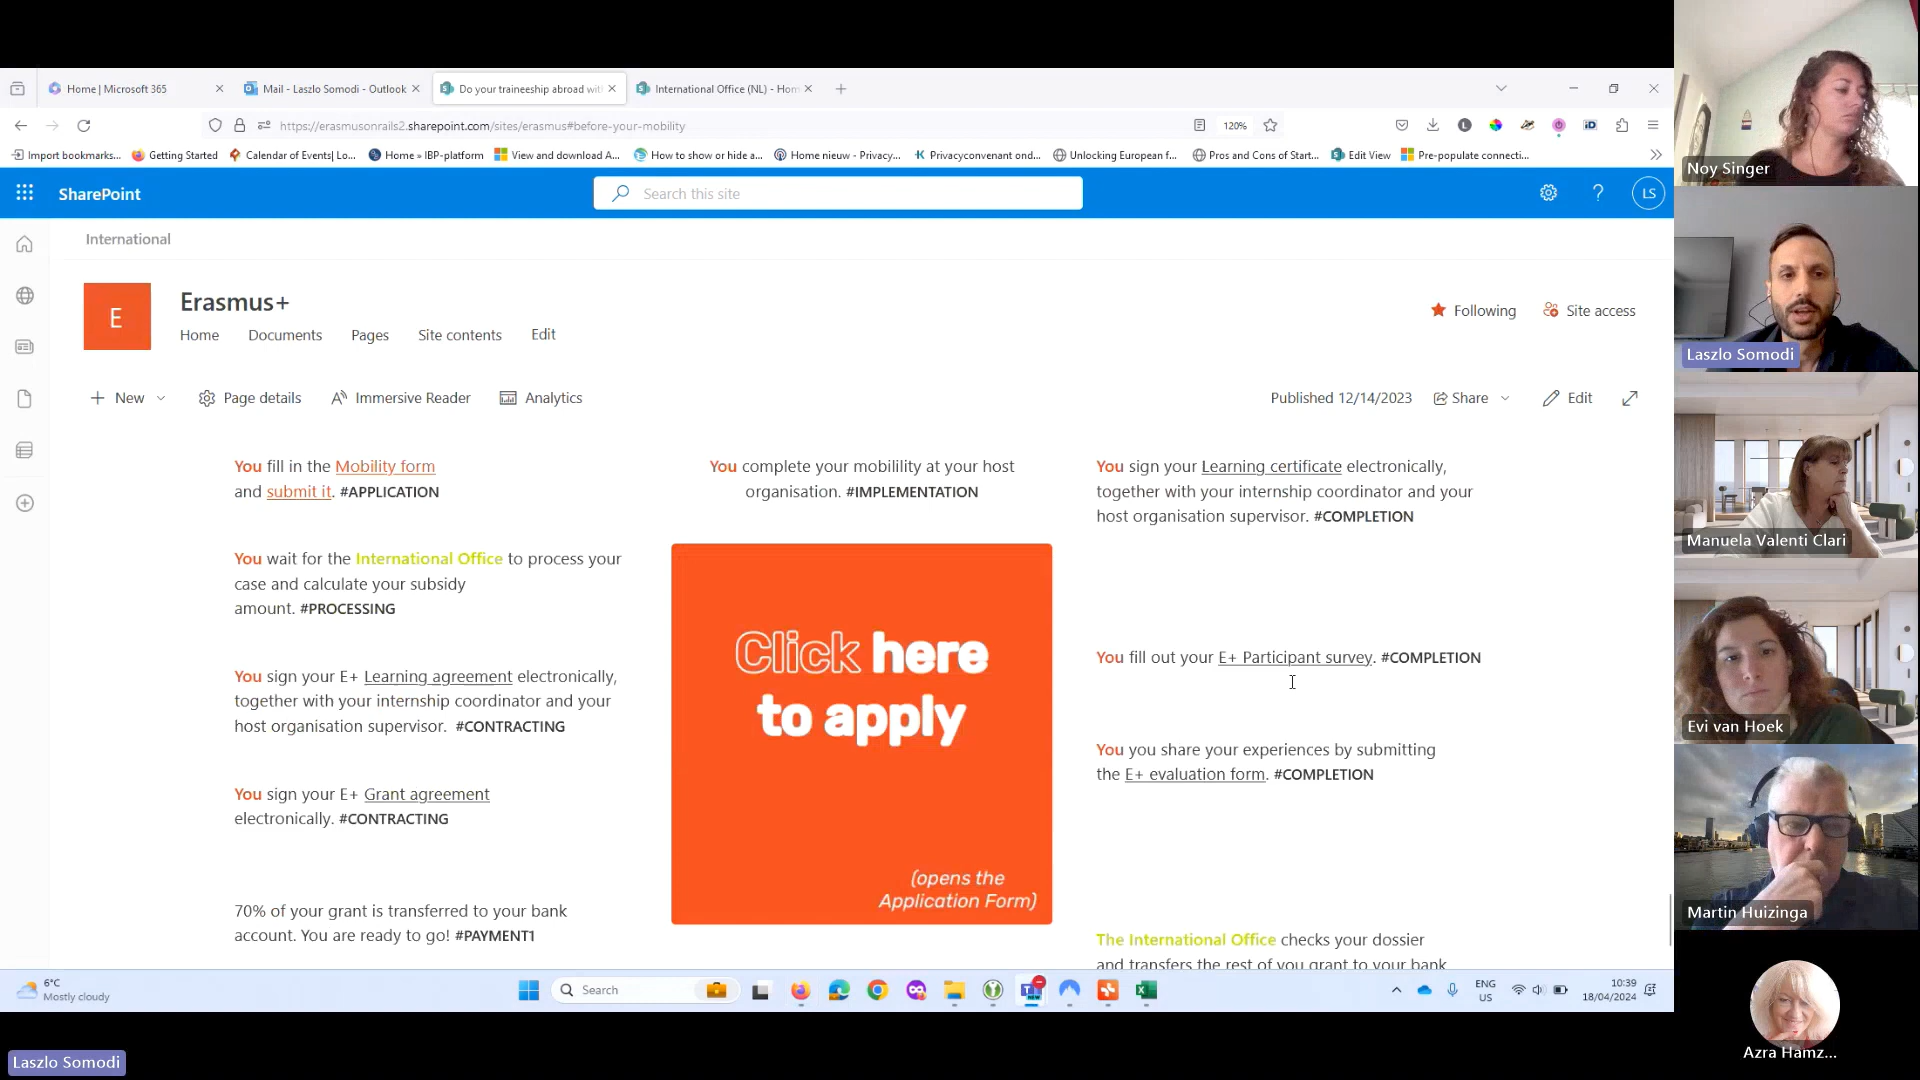 Home | Microsoft 365
Mail - Laszlo Somodi - Outlook
Do your traineeship abroad wit
International Office (NL) - Hom
https://erasmusonrails2.sharepoint.com/sites/erasmus#before-your-mobility
120%
Import bookmarks...
Getting Started
Calendar of Events| Lo...
Home » IBP-platform
View and download A...
How to show or hide a...
Home nieuw - Privacy...
Privacyconvenant ond...
Unlocking European f...
Pros and Cons of Start...
Edit View
Pre-populate connecti...
SharePoint
Search this site
LS
International
E
Erasmus+
Home
Documents
Pages
Site contents
Edit
Following
Site access
New
Page details
Immersive Reader
Analytics
Published 12/14/2023
Share
Edit
You fill in the Mobility form
and submit it. #APPLICATION
You wait for the International Office to process your
case and calculate your subsidy
amount. #PROCESSING
You sign your E+ Learning agreement electronically,
together with your internship coordinator and your
host organisation supervisor. #CONTRACTING
You sign your E+ Grant agreement
electronically. #CONTRACTING
70% of your grant is transferred to your bank
account. You are ready to go! #PAYMENT1
You complete your mobilility at your host
organisation. #IMPLEMENTATION
Click here
to apply
(opens the
Application Form)
You sign your Learning certificate electronically,
together with your internship coordinator and your
host organisation supervisor. #COMPLETION
You fill out your E+ Participant survey. #COMPLETION
You you share your experiences by submitting
the E+ evaluation form. #COMPLETION
The International Office checks your dossier
and transfers the rest of you grant to your bank
6°C
Mostly cloudy
Search
ENG
US
10:39
18/04/2024
Noy Singer
Laszlo Somodi
Manuela Valenti Clari
Evi van Hoek
Martin Huizinga
Azra Hamz...
Laszlo Somodi